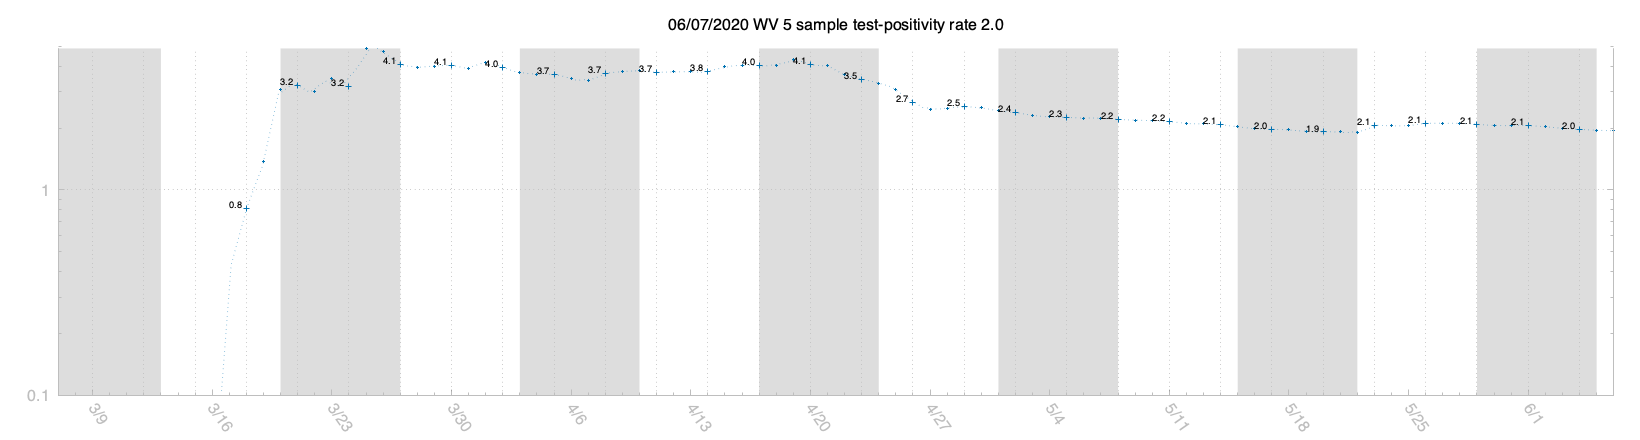 06/07/2020 WV 5 sample test-positivity rate 2.0
0.8 3.2 3.2 4.1 4.1 4.0 3.7 3.7 3.7 3.8 4.0 4.1 3.5 2.7 2.5 2.4 2.3 2.2 2.2 2.1 2.0 1.9 2.1 2.1 2.1 2.1 2.0
1
0.1
3/9 3/16 3/23 3/30 4/6 4/13 4/20 4/27 5/4 5/11 5/18 5/25 6/1